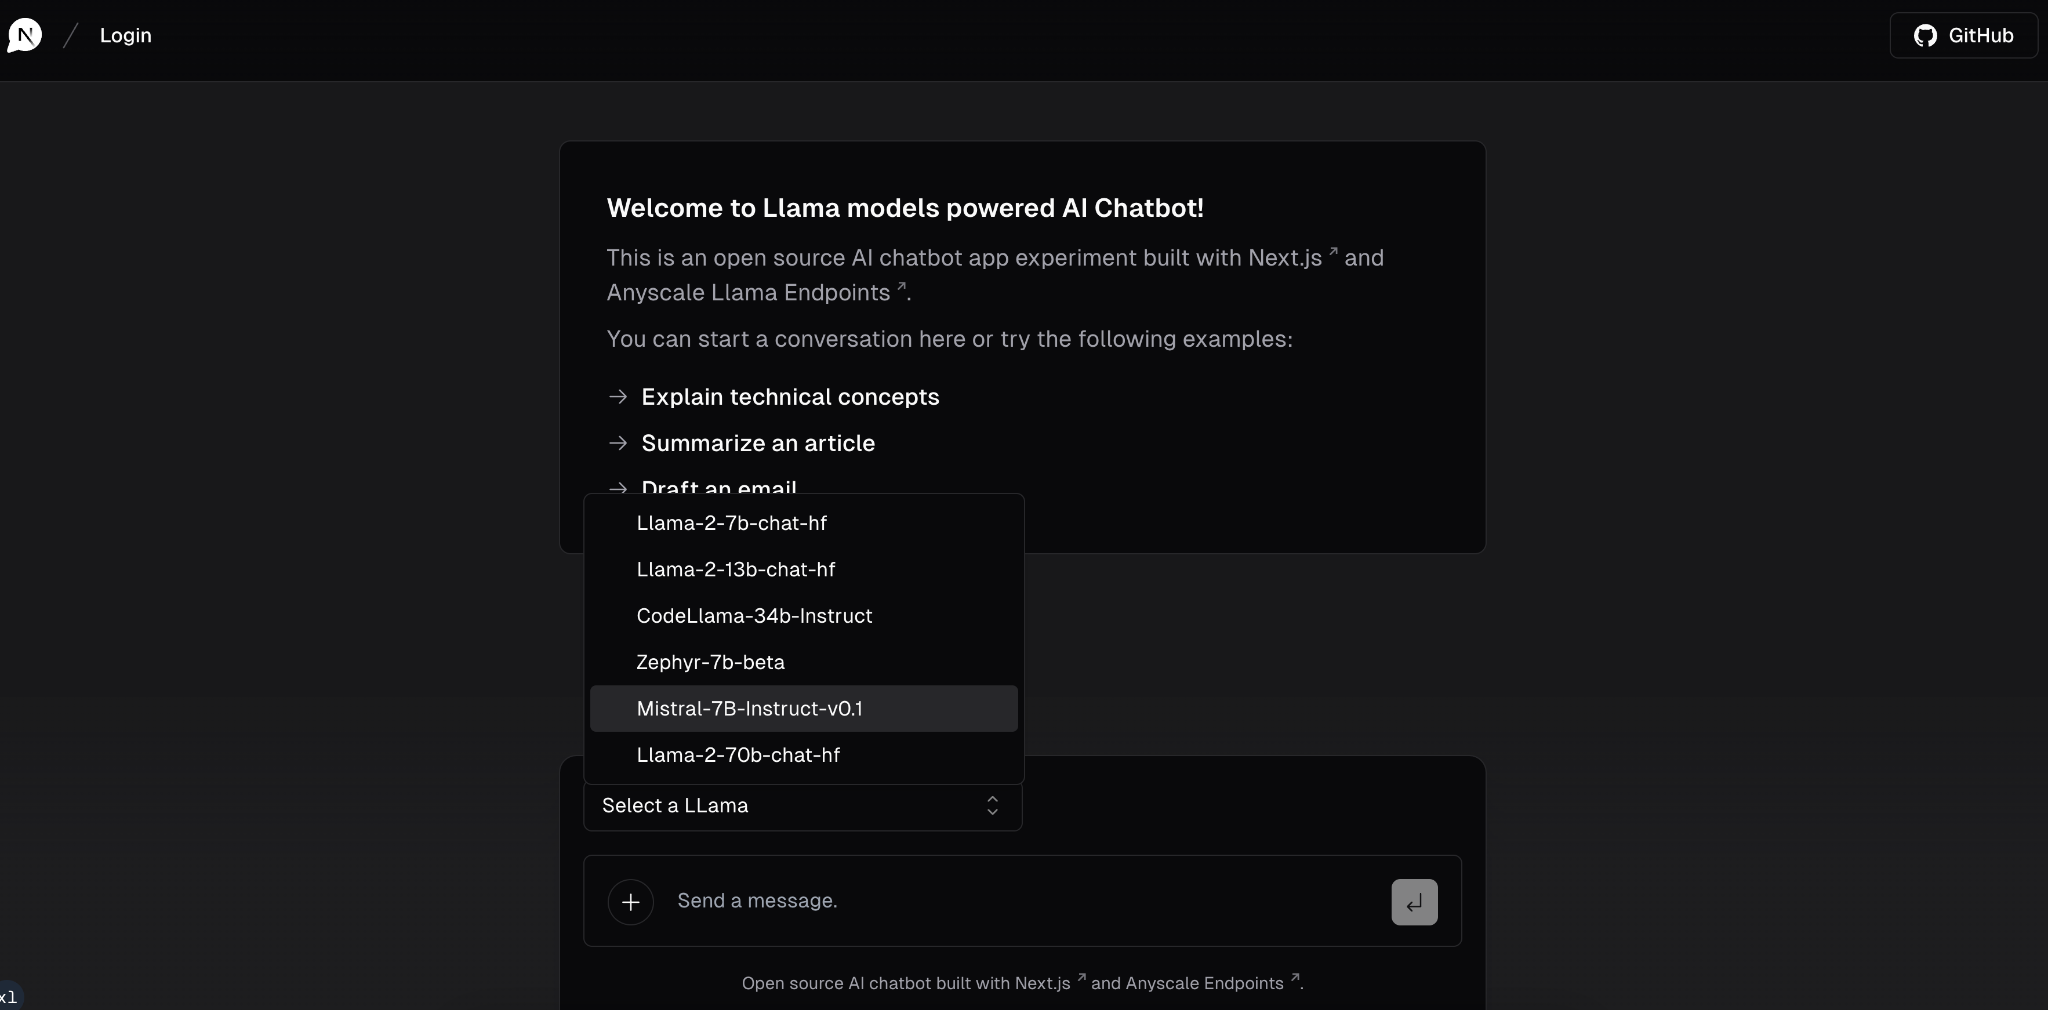 N
Login
GitHub
Welcome to Llama models powered AI Chatbot!
This is an open source AI chatbot app experiment built with Next.js ↗ and
Anyscale Llama Endpoints ↗.
You can start a conversation here or try the following examples:
→ Explain technical concepts
→ Summarize an article
→ Draft an email
Llama-2-7b-chat-hf
Llama-2-13b-chat-hf
CodeLlama-34b-Instruct
Zephyr-7b-beta
Mistral-7B-Instruct-v0.1
Llama-2-70b-chat-hf
Select a LLama
Send a message.
Open source AI chatbot built with Next.js ↗ and Anyscale Endpoints ↗.
xl